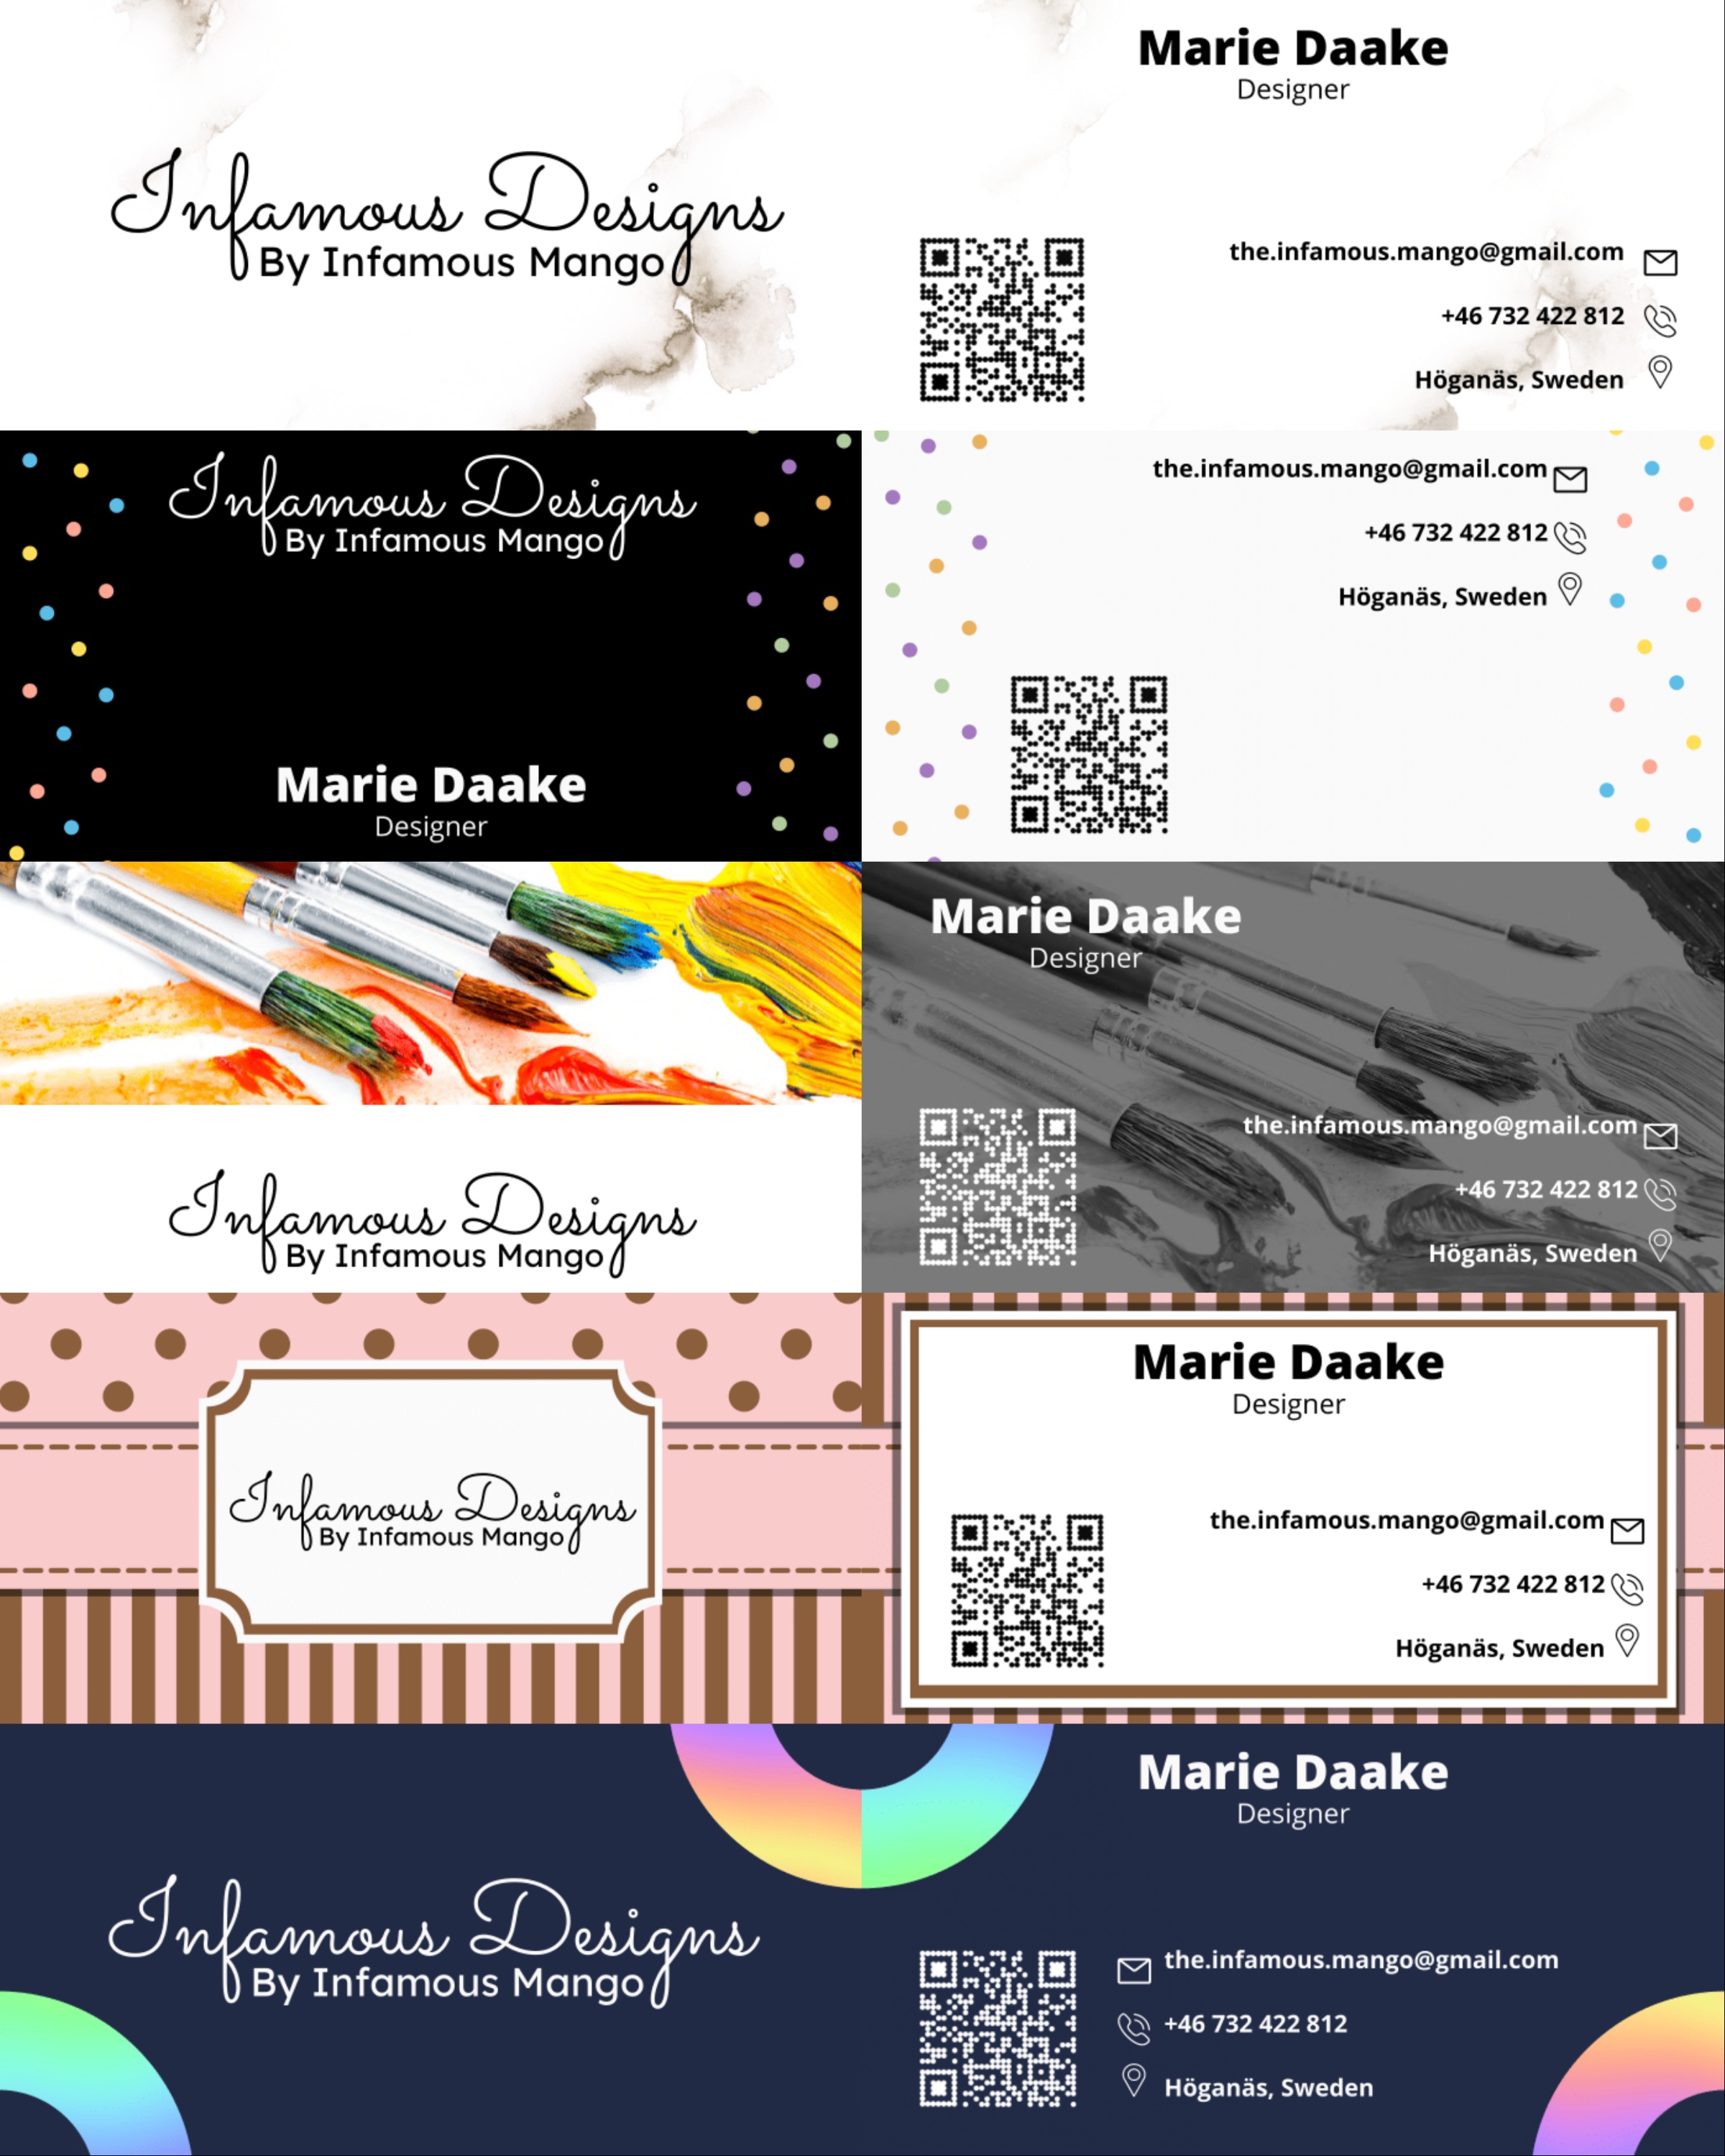 Infamous Designs
By Infamous Mango
Marie Daake
Designer
the.infamous.mango@gmail.com
+46 732 422 812
Höganäs, Sweden
Infamous Designs
By Infamous Mango
Marie Daake
Designer
the.infamous.mango@gmail.com
+46 732 422 812
Höganäs, Sweden
Infamous Designs
By Infamous Mango
Marie Daake
Designer
the.infamous.mango@gmail.com
+46 732 422 812
Höganäs, Sweden
Infamous Designs
By Infamous Mango
Marie Daake
Designer
the.infamous.mango@gmail.com
+46 732 422 812
Höganäs, Sweden
Infamous Designs
By Infamous Mango
Marie Daake
Designer
the.infamous.mango@gmail.com
+46 732 422 812
Höganäs, Sweden